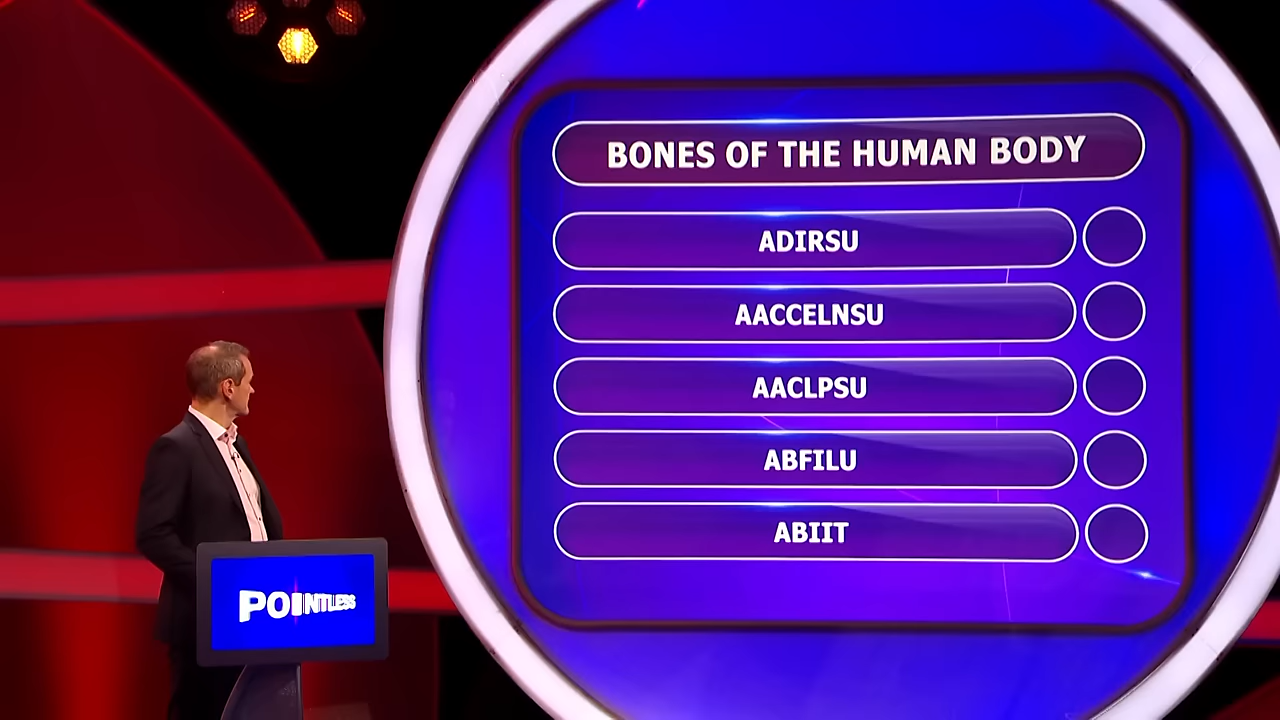 BONES OF THE HUMAN BODY
ADIRSU
AACCELNSU
AACLPSU
ABFILU
ABIIT
POINTLESS